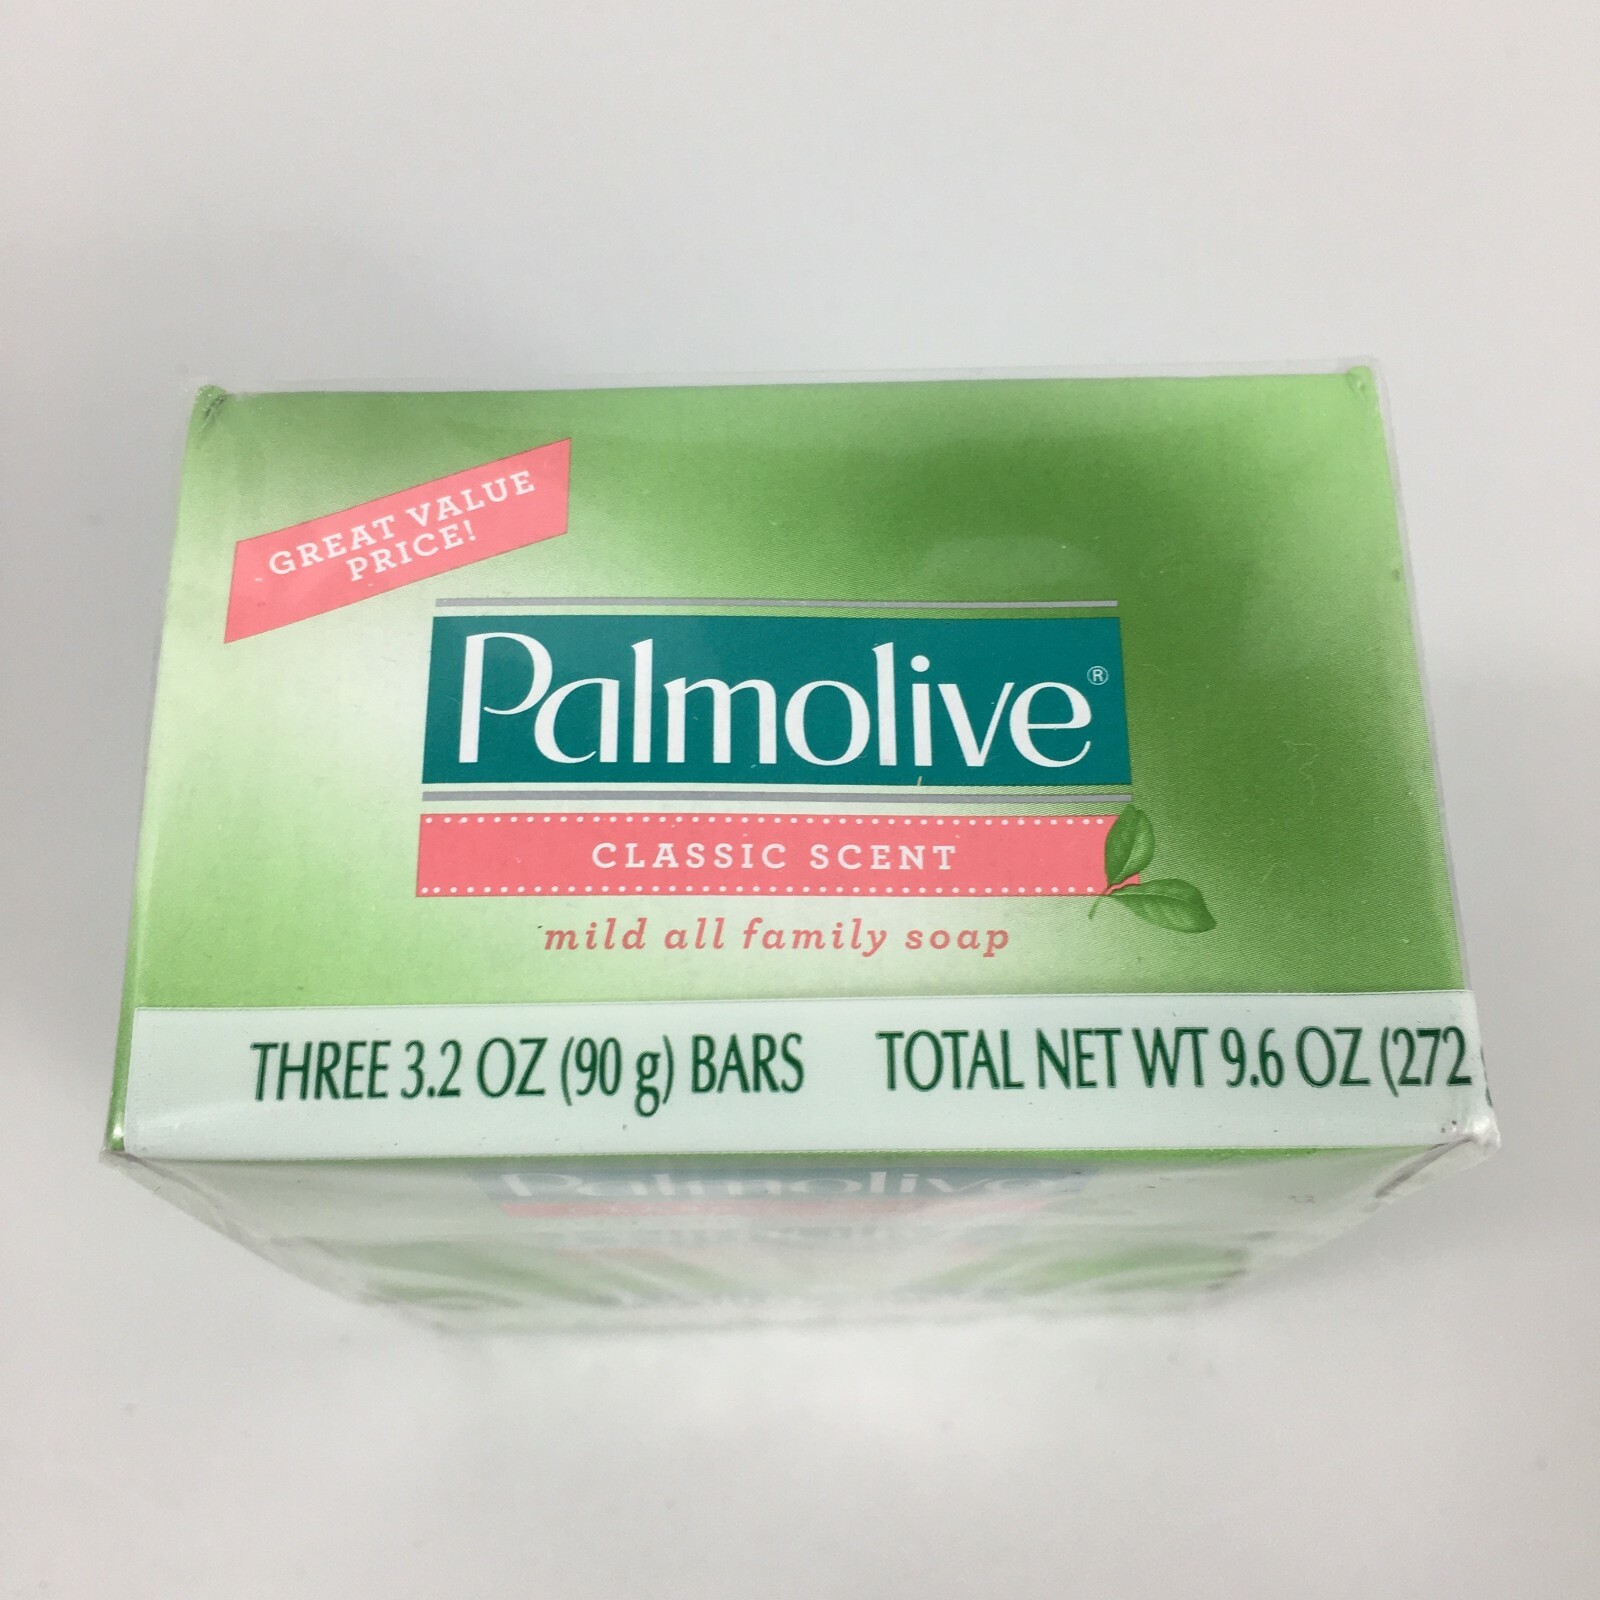 GREAT VALUE
PRICE!
Palmolive®
CLASSIC SCENT
mild all family soap
THREE 3.2 OZ (90 g) BARS TOTAL NET WT 9.6 OZ (272
Palmolive